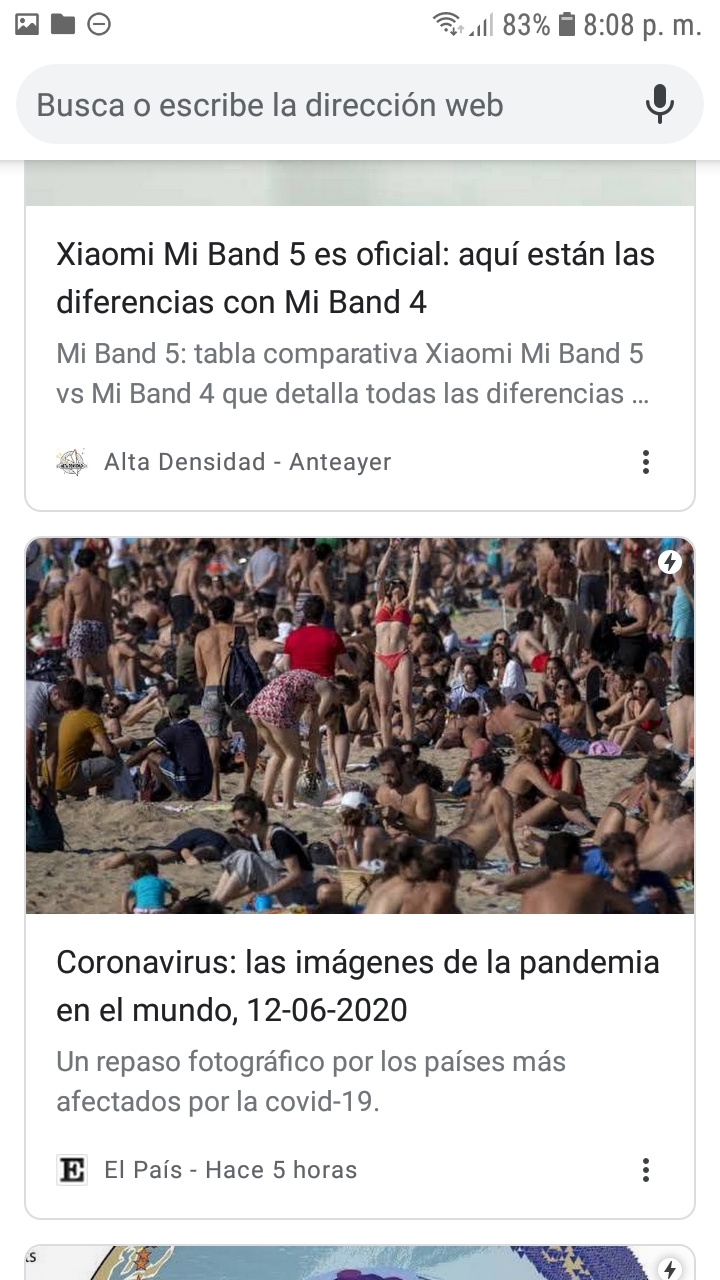 83% 8:08 p. m.
Busca o escribe la dirección web
Xiaomi Mi Band 5 es oficial: aquí están las
diferencias con Mi Band 4
Mi Band 5: tabla comparativa Xiaomi Mi Band 5
vs Mi Band 4 que detalla todas las diferencias ...
Alta Densidad - Anteayer
Coronavirus: las imágenes de la pandemia
en el mundo, 12-06-2020
Un repaso fotográfico por los países más
afectados por la covid-19.
E El País - Hace 5 horas